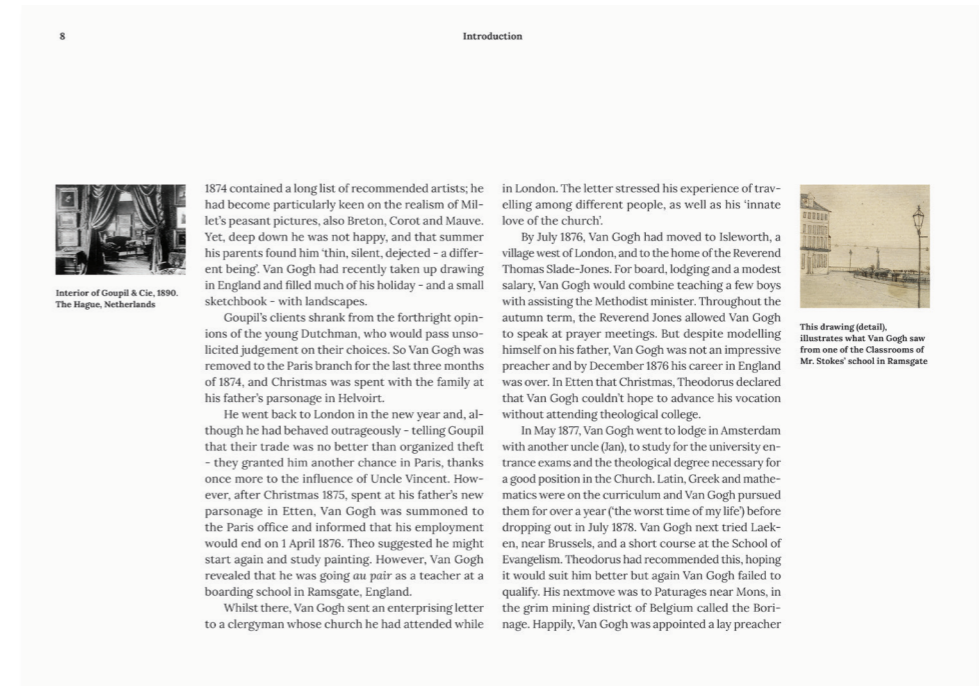 8
Introduction
Interior of Goupil & Cie, 1890.
The Hague, Netherlands
1874 contained a long list of recommended artists; he
had become particularly keen on the realism of Mil-
let's peasant pictures, also Breton, Corot and Mauve.
Yet, deep down he was not happy, and that summer
his parents found him ‘thin, silent, dejected - a differ-
ent being’. Van Gogh had recently taken up drawing
in England and filled much of his holiday - and a small
sketchbook - with landscapes.
Goupil's clients shrank from the forthright opin-
ions of the young Dutchman, who would pass unso-
licited judgement on their choices. So Van Gogh was
removed to the Paris branch for the last three months
of 1874, and Christmas was spent with the family at
his father's parsonage in Helvoirt.
He went back to London in the new year and, al-
though he had behaved outrageously - telling Goupil
that their trade was no better than organized theft
- they granted him another chance in Paris, thanks
once more to the influence of Uncle Vincent. How-
ever, after Christmas 1875, spent at his father's new
parsonage in Etten, Van Gogh was summoned to
the Paris office and informed that his employment
would end on 1 April 1876. Theo suggested he might
start again and study painting. However, Van Gogh
revealed that he was going au pair as a teacher at a
boarding school in Ramsgate, England.
Whilst there, Van Gogh sent an enterprising letter
to a clergyman whose church he had attended while
in London. The letter stressed his experience of trav-
elling among different people, as well as his ‘innate
love of the church’.
By July 1876, Van Gogh had moved to Isleworth, a
village west of London, and to the home of the Reverend
Thomas Slade-Jones. For board, lodging and a modest
salary, Van Gogh would combine teaching a few boys
with assisting the Methodist minister. Throughout the
autumn term, the Reverend Jones allowed Van Gogh
to speak at prayer meetings. But despite modelling
himself on his father, Van Gogh was not an impressive
preacher and by December 1876 his career in England
was over. In Etten that Christmas, Theodorus declared
that Van Gogh couldn't hope to advance his vocation
without attending theological college.
In May 1877, Van Gogh went to lodge in Amsterdam
with another uncle (Jan), to study for the university en-
trance exams and the theological degree necessary for
a good position in the Church. Latin, Greek and mathe-
matics were on the curriculum and Van Gogh pursued
them for over a year (‘the worst time of my life’) before
dropping out in July 1878. Van Gogh next tried Laek-
en, near Brussels, and a short course at the School of
Evangelism. Theodorus had recommended this, hoping
it would suit him better but again Van Gogh failed to
qualify. His nextmove was to Paturages near Mons, in
the grim mining district of Belgium called the Bori-
nage. Happily, Van Gogh was appointed a lay preacher
This drawing (detail),
illustrates what Van Gogh saw
from one of the Classrooms of
Mr. Stokes' school in Ramsgate